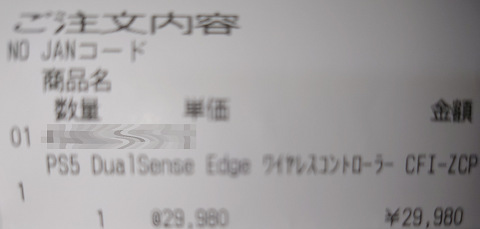 ご注文内容
NO JANコード
商品名
数量 単価 金額
01
PS5 DualSense Edge ワイヤレスコントローラー CFI-ZCP
1
1 @29,980 ¥29,980